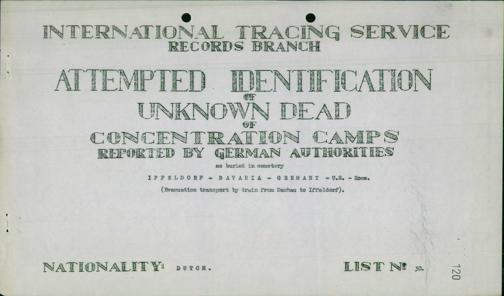 INTERNATIONAL TRACING SERVICE
RECORDS BRANCH
ATTEMPTED IDENTIFICATION
OF
UNKNOWN DEAD
OF
CONCENTRATION CAMPS
REPORTED BY GERMAN AUTHORITIES
as buried in cemetery
IFFELDORF - BAVARIA - GERMANY - U.S. - Zone.
(Evacuation transport by train from Dachau to Iffeldorf).
NATIONALITY: DUTCH.
LIST Nº 30.
120